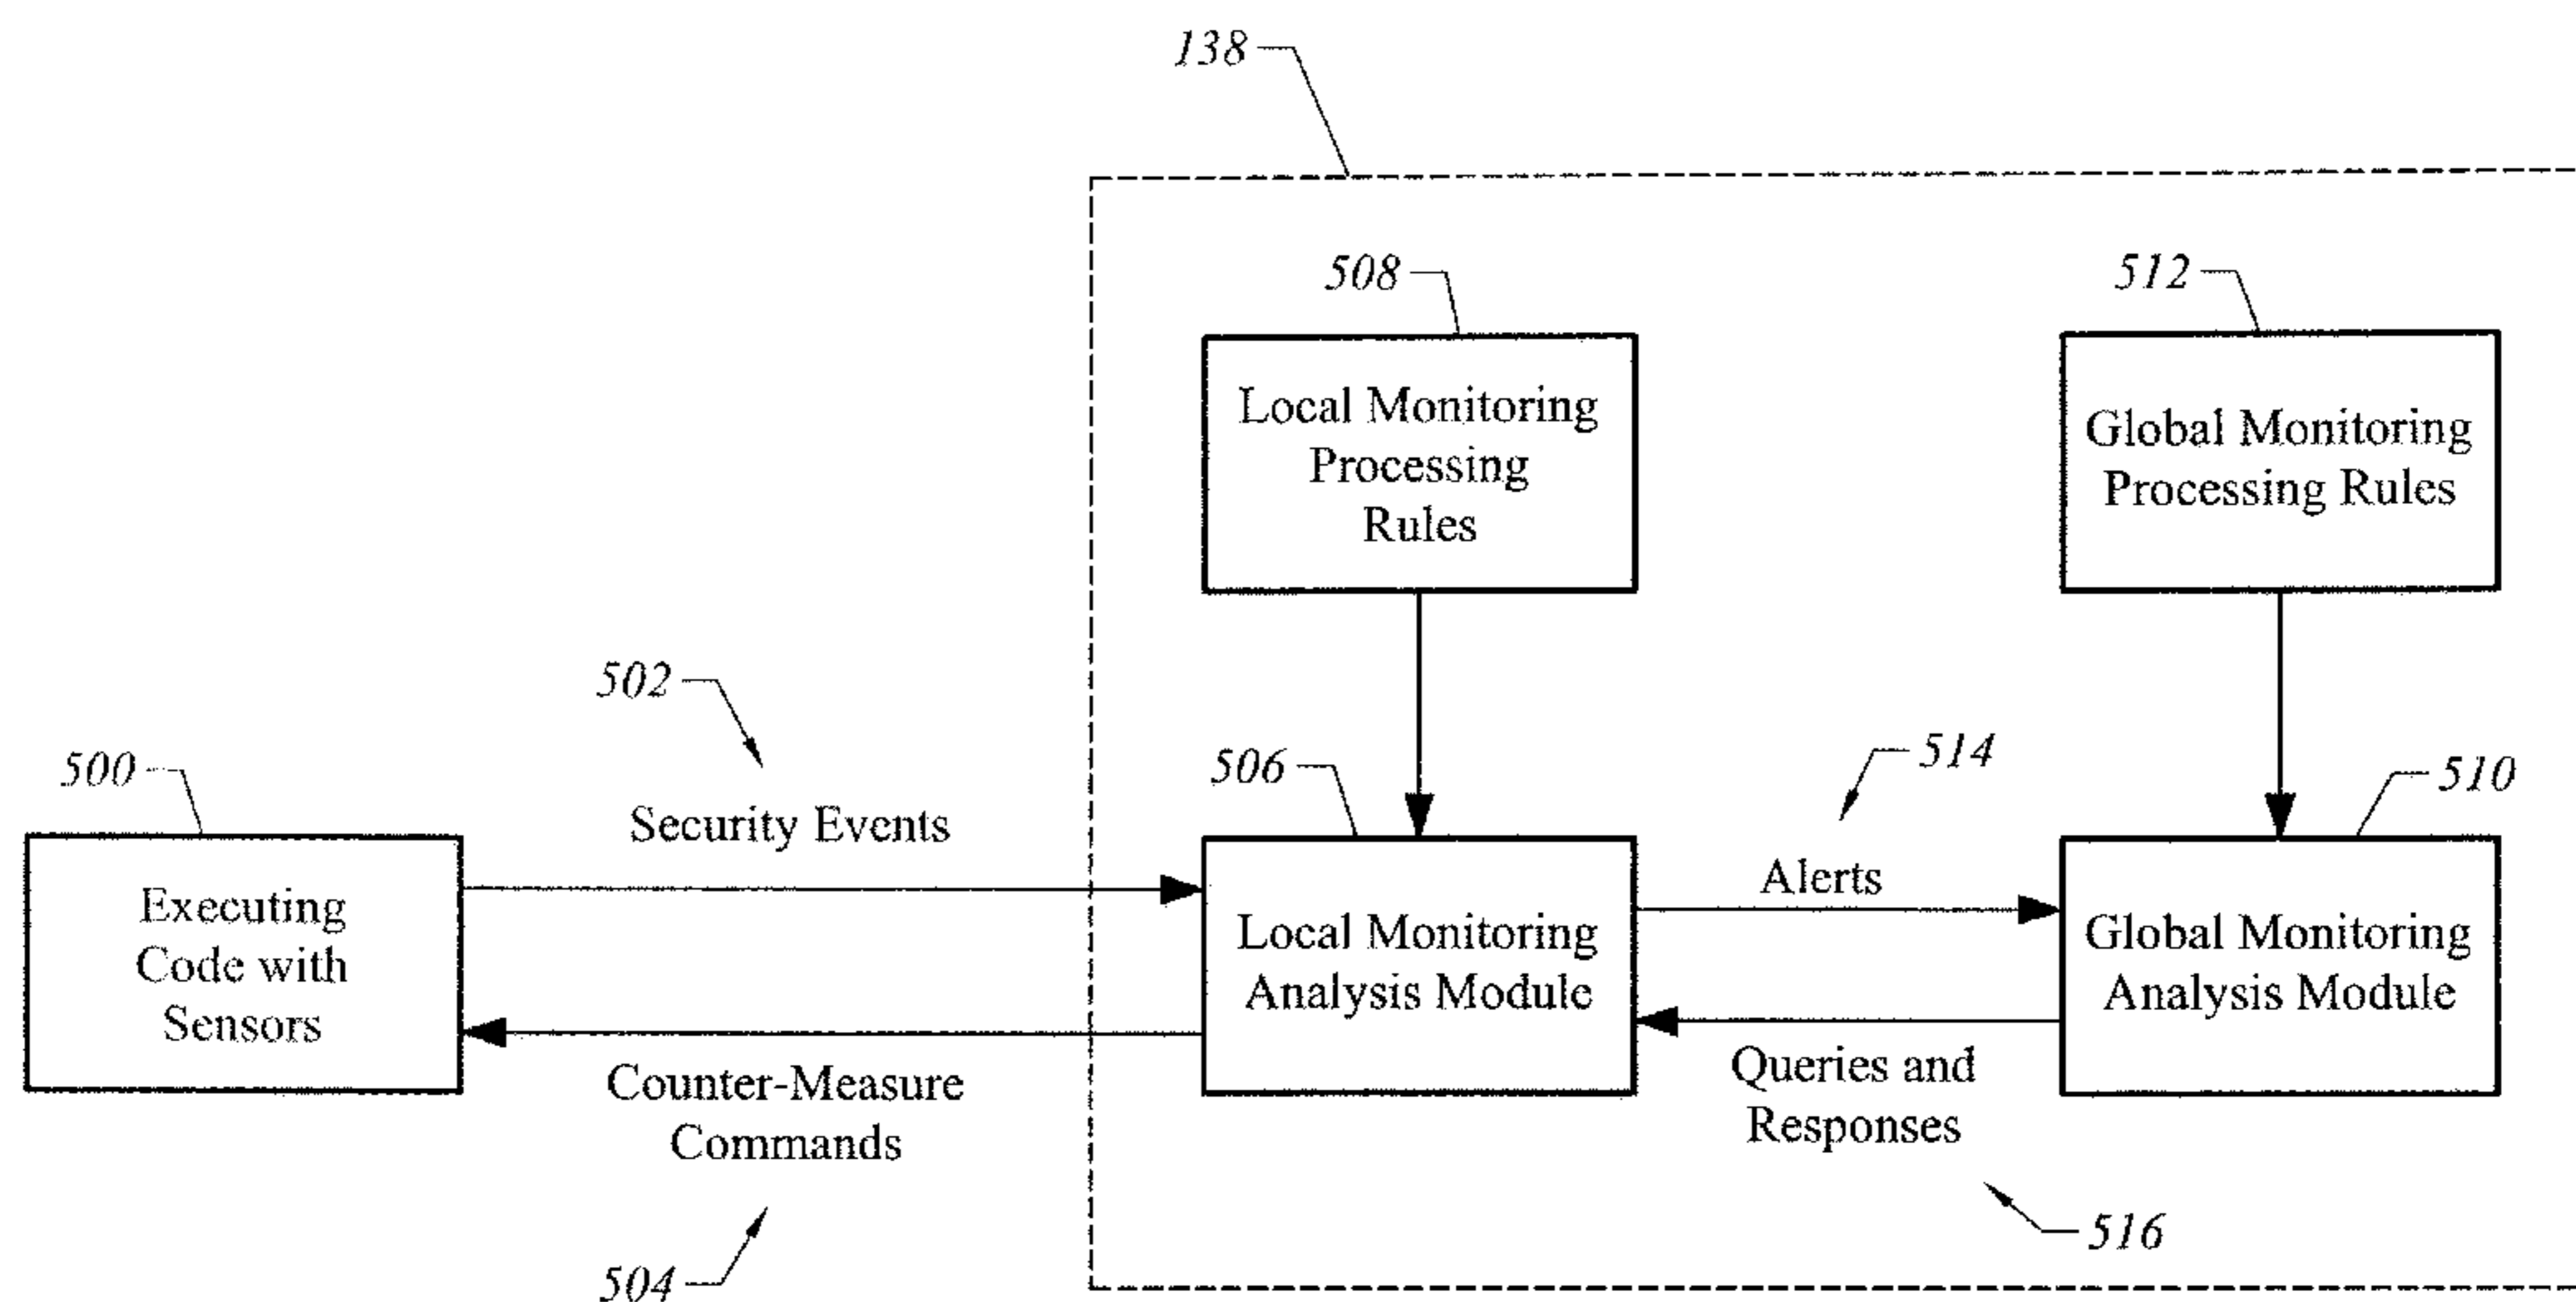 138
508
512
Local Monitoring
Processing
Rules
Global Monitoring
Processing Rules
502
514
500
506
510
Security Events
Alerts
Executing
Code with
Sensors
Local Monitoring
Analysis Module
Global Monitoring
Analysis Module
Counter-Measure
Commands
Queries and
Responses
504
516